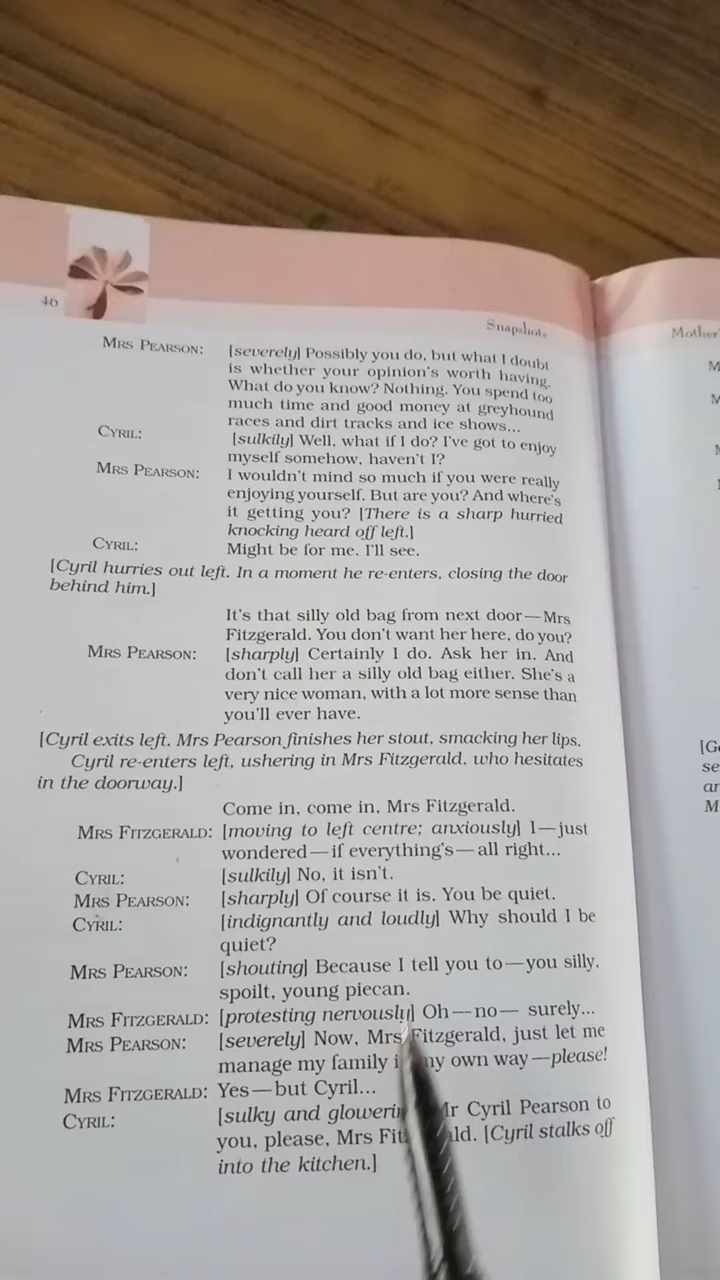 46
Snapshots
MRS PEARSON: [severely] Possibly you do, but what I doubt
is whether your opinion's worth having.
What do you know? Nothing. You spend too
much time and good money at greyhound
races and dirt tracks and ice shows...
CYRIL: [sulkily] Well, what if I do? I've got to enjoy
myself somehow, haven't I?
MRS PEARSON: I wouldn't mind so much if you were really
enjoying yourself. But are you? And where's
it getting you? [There is a sharp hurried
knocking heard off left.]
CYRIL: Might be for me. I'll see.
[Cyril hurries out left. In a moment he re-enters, closing the door
behind him.]
It's that silly old bag from next door—Mrs
Fitzgerald. You don't want her here, do you?
MRS PEARSON: [sharply] Certainly I do. Ask her in. And
don't call her a silly old bag either. She's a
very nice woman, with a lot more sense than
you'll ever have.
[Cyril exits left. Mrs Pearson finishes her stout, smacking her lips.
Cyril re-enters left, ushering in Mrs Fitzgerald, who hesitates
in the doorway.]
Come in, come in, Mrs Fitzgerald.
MRS FITZGERALD: [moving to left centre; anxiously] I—just
wondered—if everything's—all right...
CYRIL: [sulkily] No, it isn't.
MRS PEARSON: [sharply] Of course it is. You be quiet.
CYRIL: [indignantly and loudly] Why should I be
quiet?
MRS PEARSON: [shouting] Because I tell you to—you silly,
spoilt, young piecan.
MRS FITZGERALD: [protesting nervously] Oh—no— surely...
MRS PEARSON: [severely] Now, Mrs Fitzgerald, just let me
manage my family in my own way—please!
MRS FITZGERALD: Yes—but Cyril...
CYRIL: [sulky and glowering] Mr Cyril Pearson to
you, please, Mrs Fitzgerald. [Cyril stalks off
into the kitchen.]
Mother'